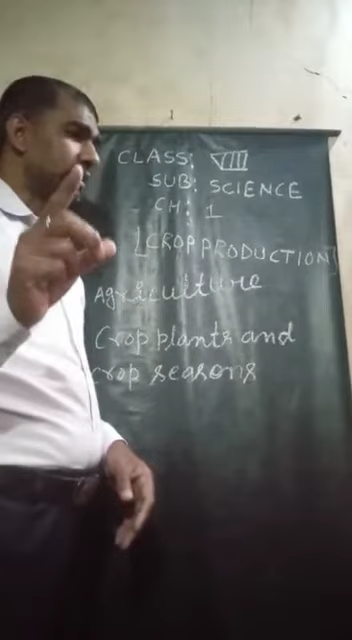 CLASS: VIII
SUB: SCIENCE
CH: 1
[CROP PRODUCTION]
Agriculture
Crop plants and
Crop seasons